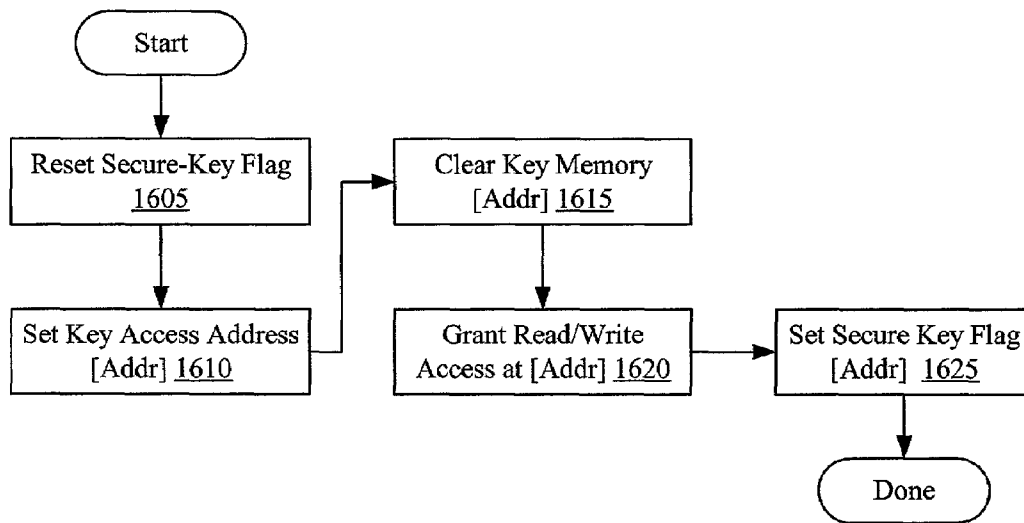 Start
Reset Secure-Key Flag
1605
Set Key Access Address
[Addr] 1610
Clear Key Memory
[Addr] 1615
Grant Read/Write
Access at [Addr] 1620
Set Secure Key Flag
[Addr] 1625
Done